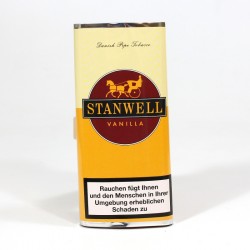 Danish Pipe Tobacco
STANWELL
VANILLA
Rauchen fügt Ihnen
und den Menschen in Ihrer
Umgebung erheblichen
Schaden zu